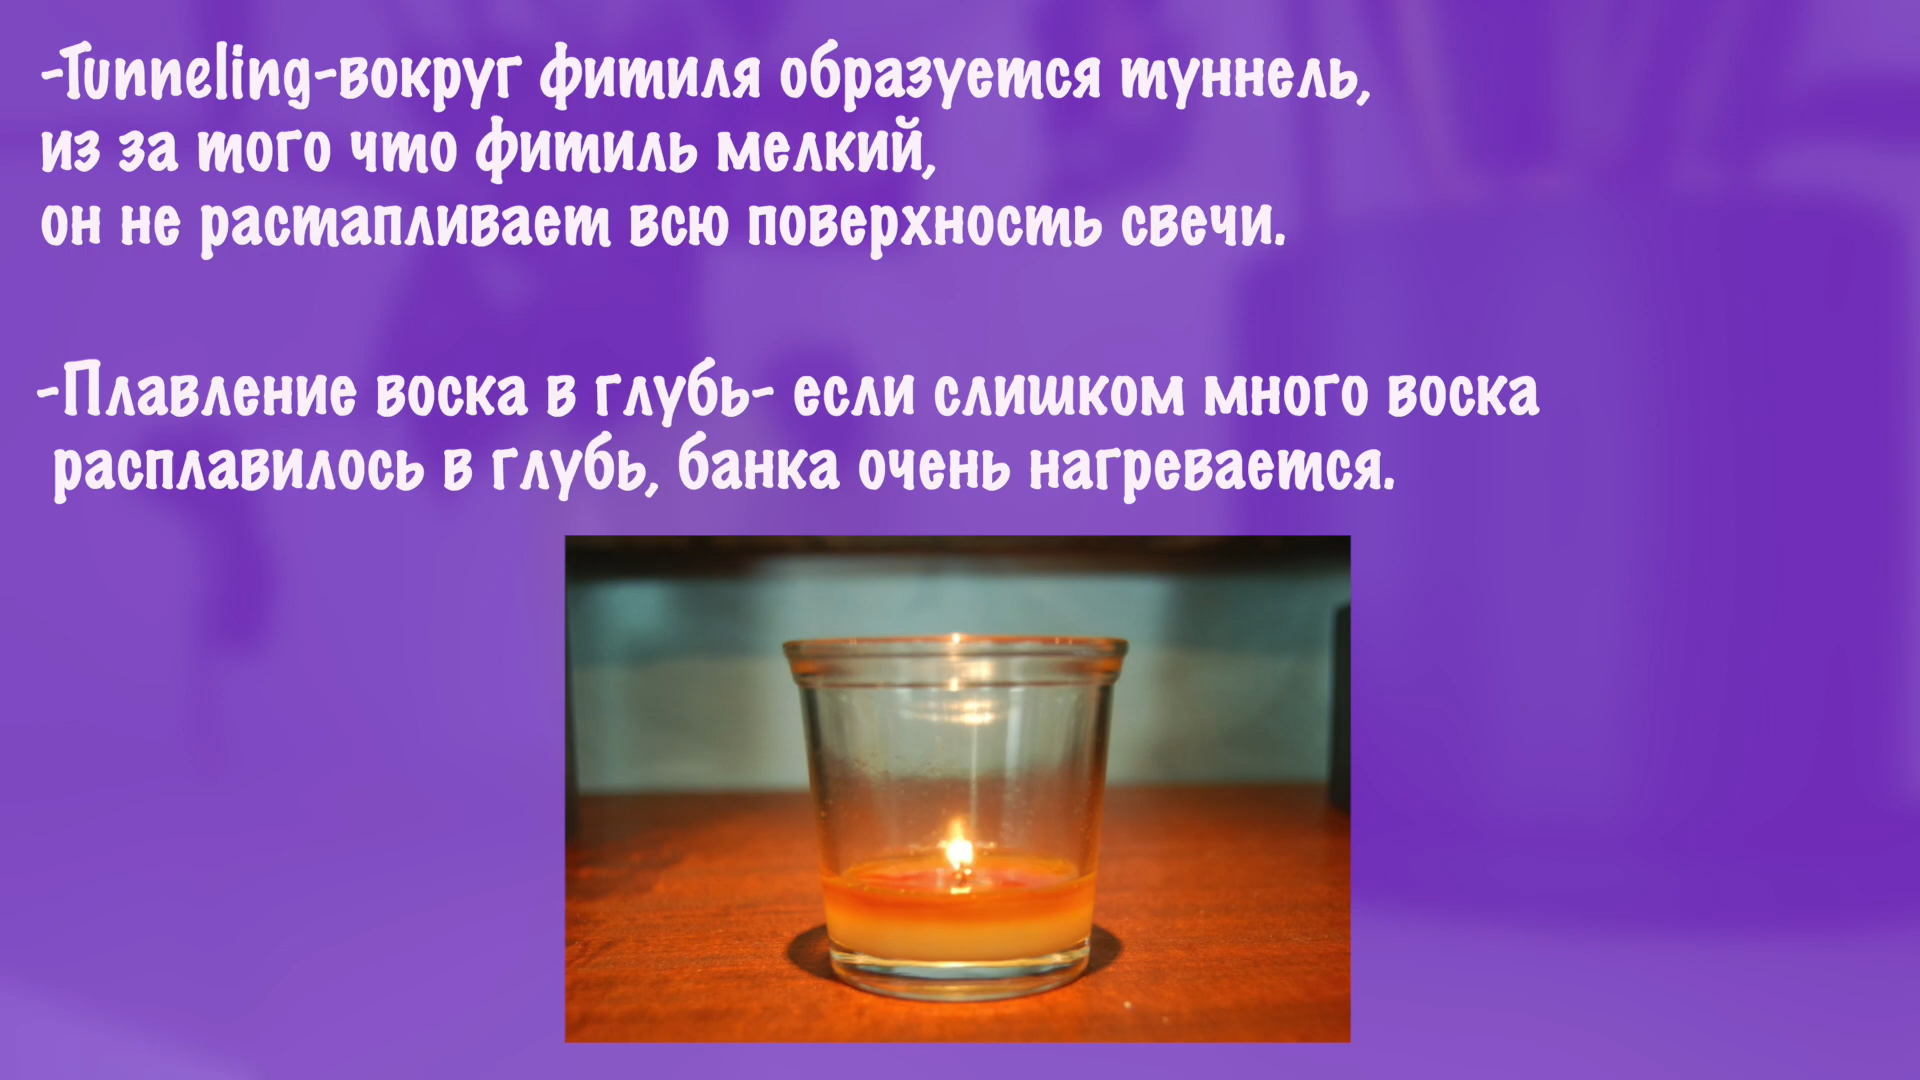 -Tunneling-вокруг фитиля образуется туннель,
из за того что фитиль мелкий,
он не растапливает всю поверхность свечи.
-Плавление воска в глубь- если слишком много воска
расплавилось в глубь, банка очень нагревается.